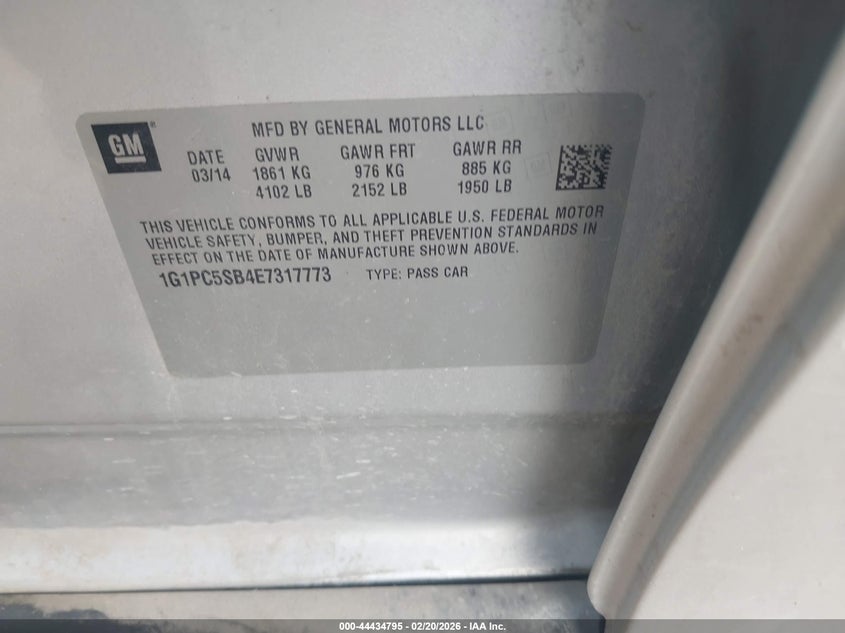 GM
MFD BY GENERAL MOTORS LLC
DATE GVWR GAWR FRT GAWR RR
03/14 1861 KG 976 KG 885 KG
4102 LB 2152 LB 1950 LB
THIS VEHICLE CONFORMS TO ALL APPLICABLE U.S. FEDERAL MOTOR
VEHICLE SAFETY, BUMPER, AND THEFT PREVENTION STANDARDS IN
EFFECT ON THE DATE OF MANUFACTURE SHOWN ABOVE.
1G1PC5SB4E7317773 TYPE: PASS CAR
000-44434795 - 02/20/2026 - IAA Inc.